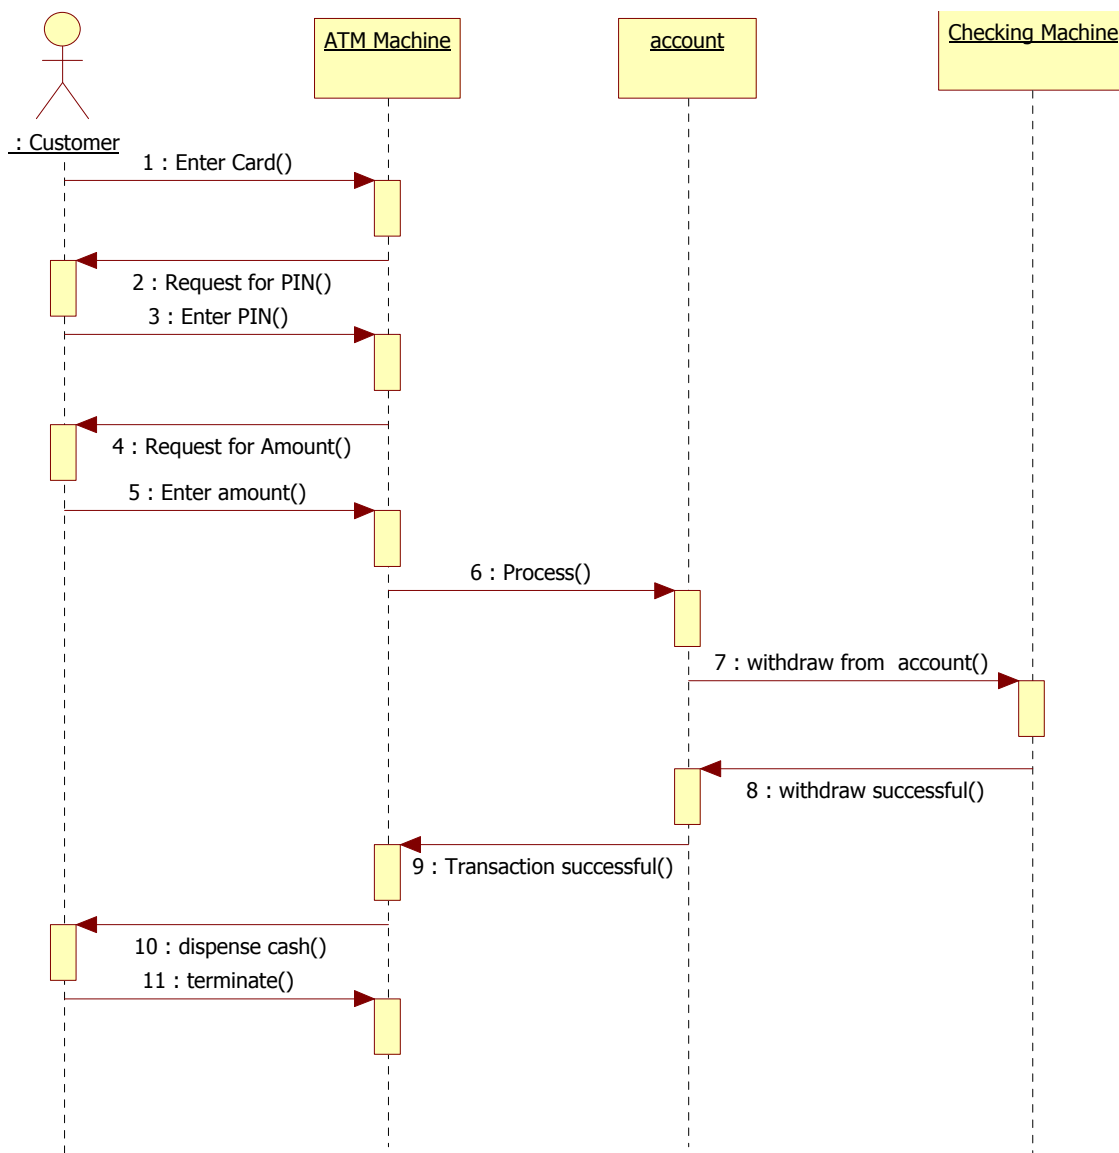 ATM Machine
account
Checking Machine
: Customer
1 : Enter Card()
2 : Request for PIN()
3 : Enter PIN()
4 : Request for Amount()
5 : Enter amount()
6 : Process()
7 : withdraw from  account()
8 : withdraw successful()
9 : Transaction successful()
10 : dispense cash()
11 : terminate()